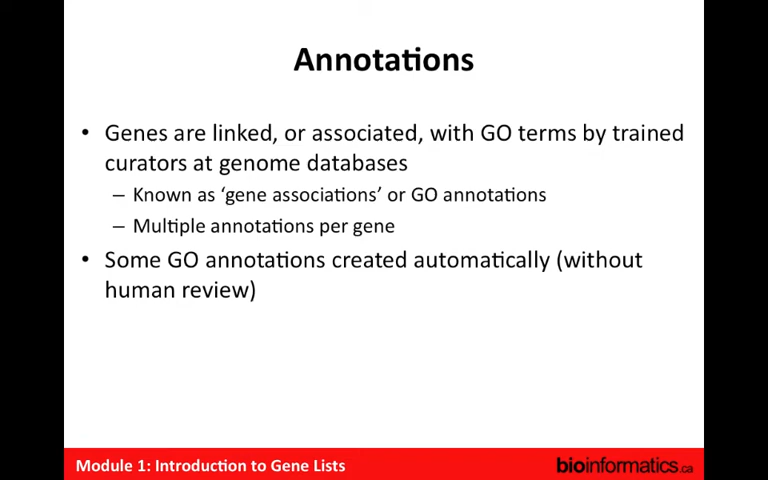 Annotations
• Genes are linked, or associated, with GO terms by trained
curators at genome databases
– Known as ‘gene associations’ or GO annotations
– Multiple annotations per gene
• Some GO annotations created automatically (without
human review)
Module 1: Introduction to Gene Lists
bioinformatics.ca